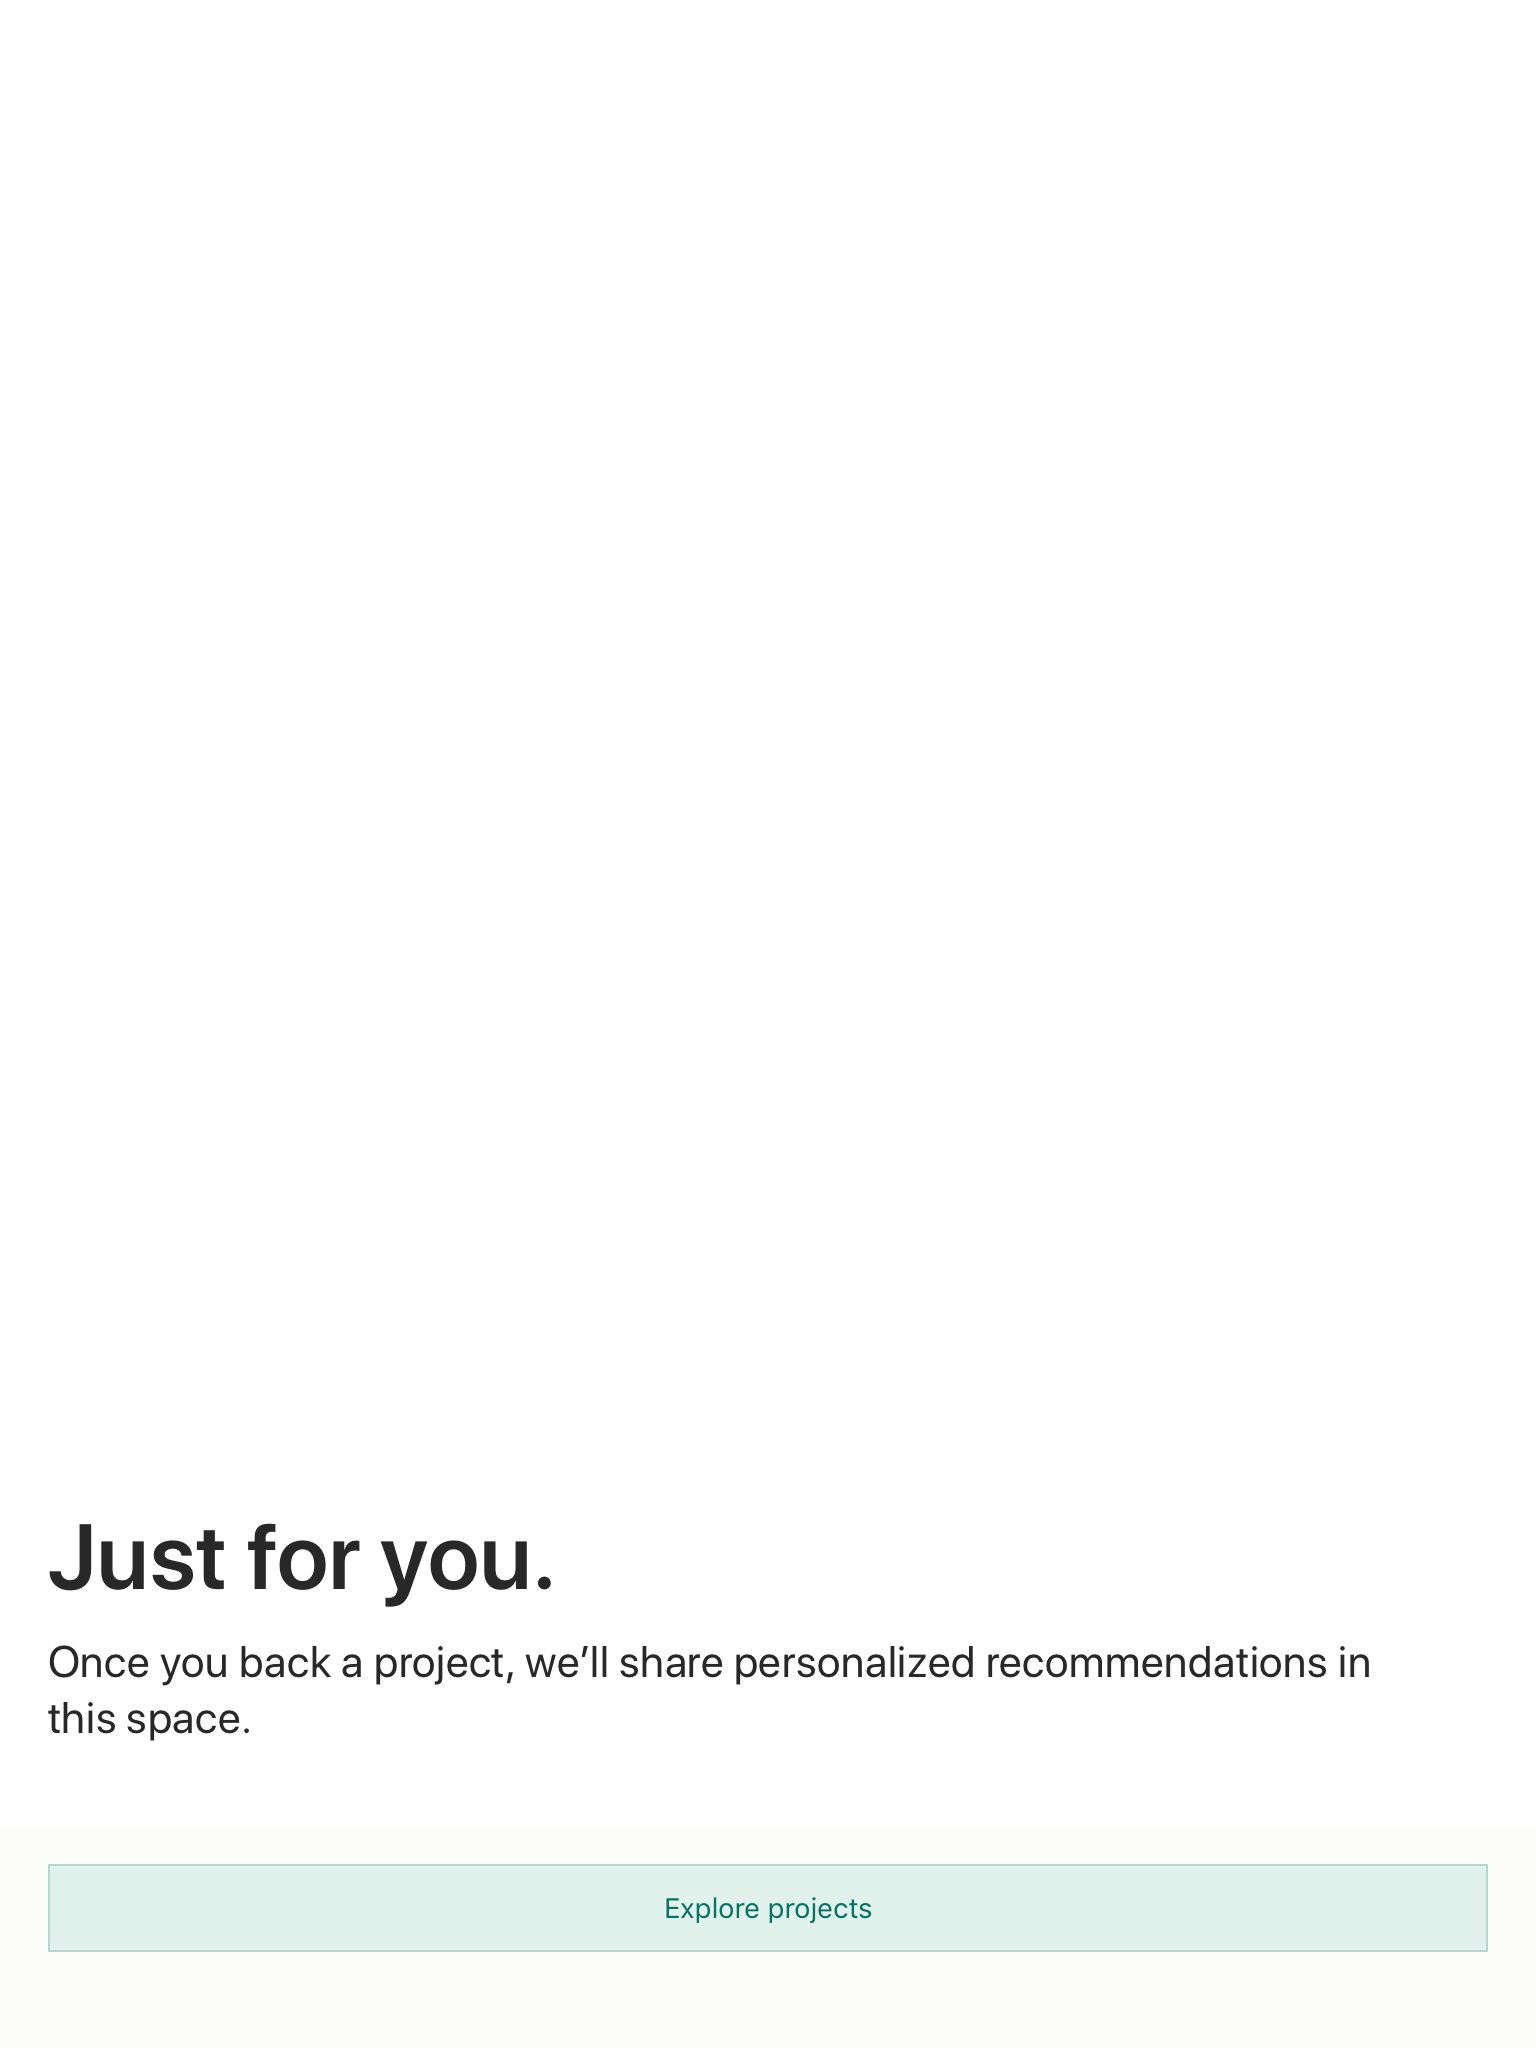 Just for you.
Once you back a project, we’ll share personalized recommendations in
this space.
Explore projects